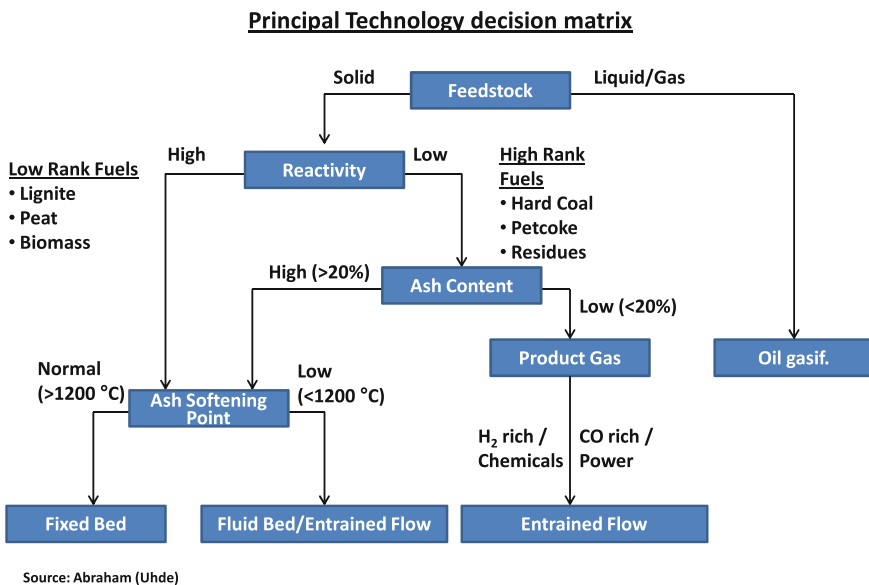 Principal Technology decision matrix
Solid
Feedstock
Liquid/Gas
Low Rank Fuels
• Lignite
• Peat
• Biomass
High
Reactivity
Low
High Rank
Fuels
• Hard Coal
• Petcoke
• Residues
High (>20%)
Ash Content
Low (<20%)
Product Gas
Oil gasif.
Normal
(>1200 °C)
Ash Softening
Point
Low
(<1200 °C)
H₂ rich /
Chemicals
CO rich /
Power
Fixed Bed
Fluid Bed/Entrained Flow
Entrained Flow
Source: Abraham (Uhde)